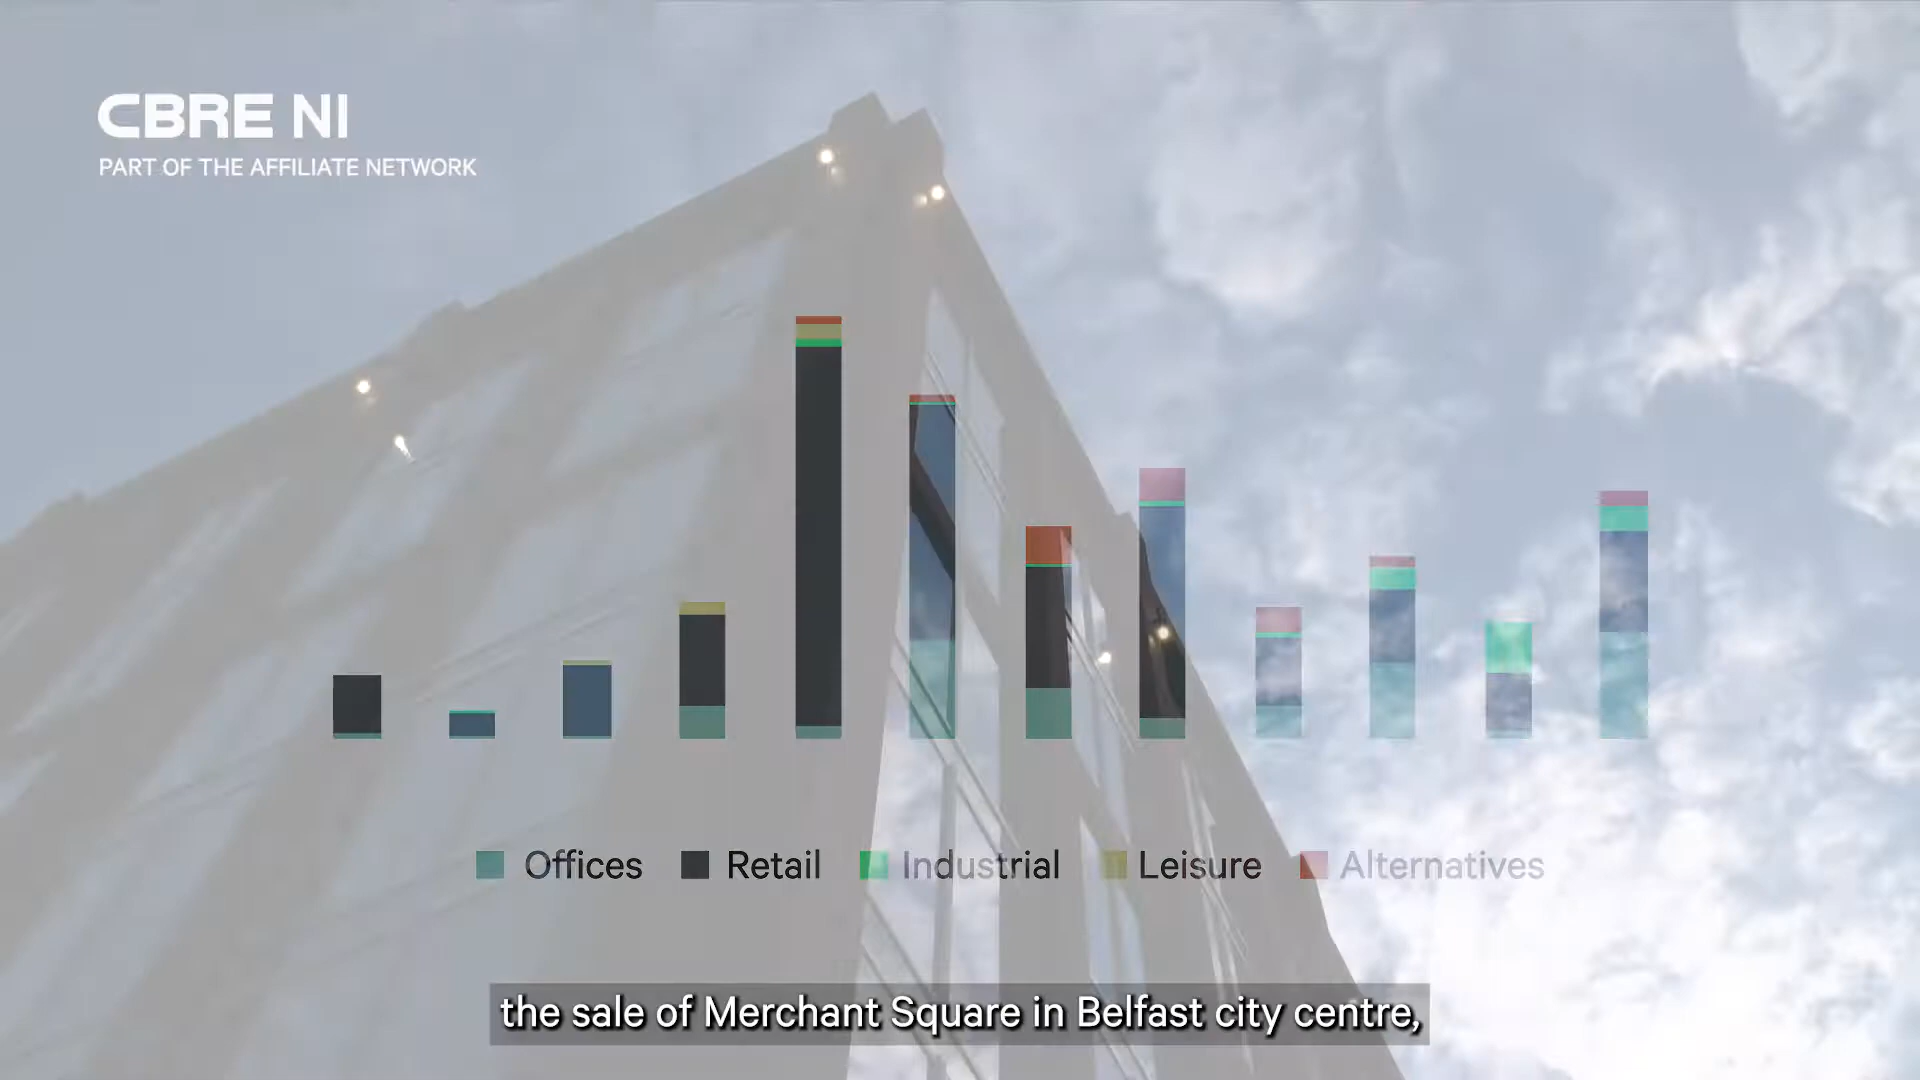 CBRE NI
PART OF THE AFFILIATE NETWORK
Offices Retail Industrial Leisure Alternatives
the sale of Merchant Square in Belfast city centre,